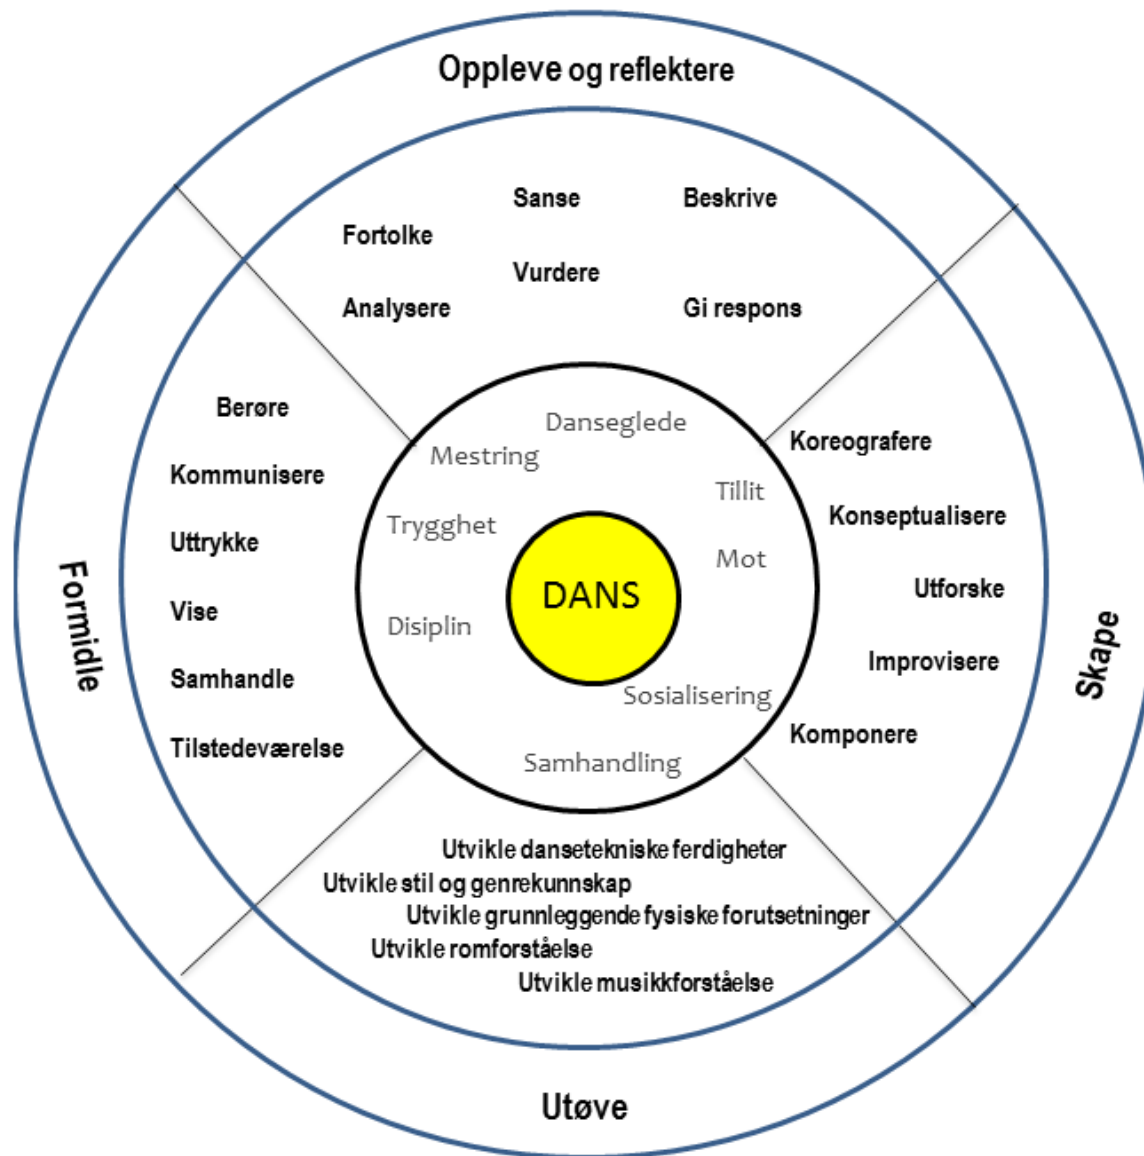 Oppleve og reflektere
Sanse
Beskrive
Fortolke
Vurdere
Analysere
Gi respons
Berøre
Kommunisere
Uttrykke
Vise
Samhandle
Tilstedeværelse
Formidle
Danseglede
Mestring
Tillit
Trygghet
Mot
DANS
Disiplin
Sosialisering
Samhandling
Koreografere
Konseptualisere
Utforske
Improvisere
Komponere
Skape
Utvikle dansetekniske ferdigheter
Utvikle stil og genrekunnskap
Utvikle grunnleggende fysiske forutsetninger
Utvikle romforståelse
Utvikle musikkforståelse
Utøve